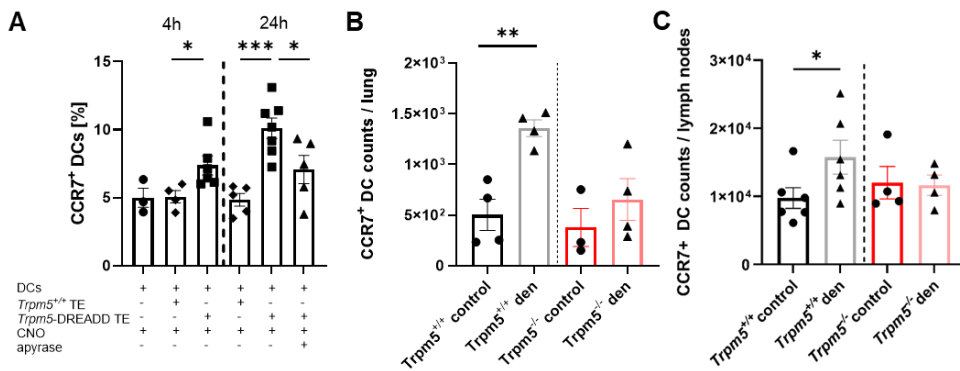 A
4h
24h
*
***
*
CCR7+ DCs [%]
15
10
5
0
DCs + + + + + +
Trpm5+/+ TE - + - + - -
Trpm5-DREADD TE - - + - + +
CNO + + + + + +
apyrase - - - - - +
B
**
CCR7+ DC counts / lung
2×10³
1.5×10³
1×10³
5×10²
0
Trpm5+/+ control
Trpm5+/+ den
Trpm5-/- control
Trpm5-/- den
C
*
CCR7+ DC counts / lymph nodes
3×10⁴
2×10⁴
1×10⁴
0
Trpm5+/+ control
Trpm5+/+ den
Trpm5-/- control
Trpm5-/- den